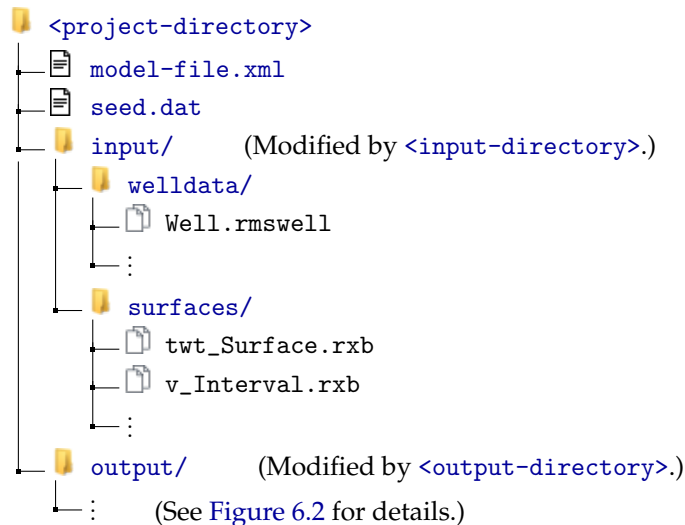 <project-directory>
model-file.xml
seed.dat
input/ (Modified by <input-directory>.)
welldata/
Well.rmswell
⋮
surfaces/
twt_Surface.rxb
v_Interval.rxb
⋮
output/ (Modified by <output-directory>.)
⋮ (See Figure 6.2 for details.)